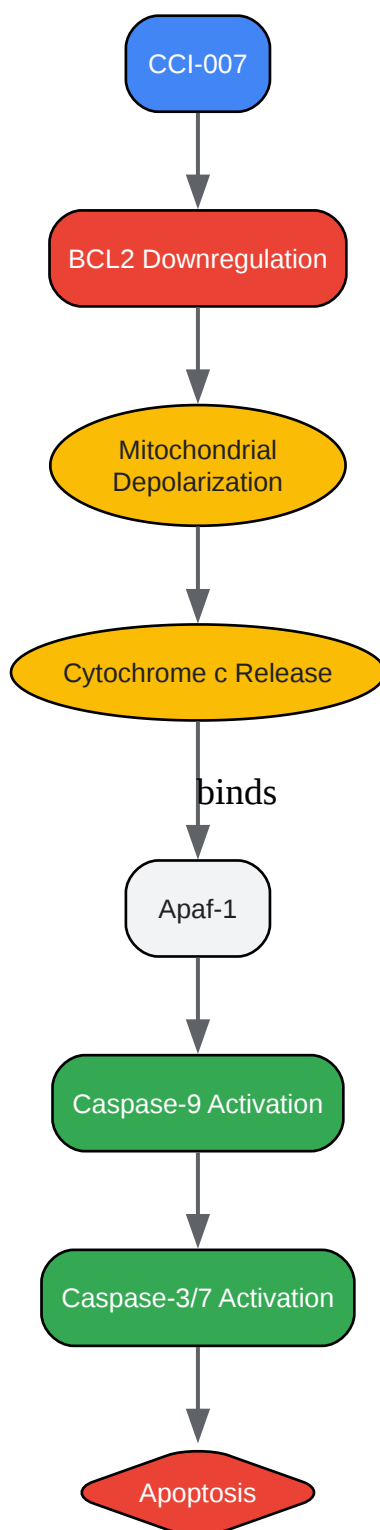 CCI-007
BCL2 Downregulation
Mitochondrial
Depolarization
Cytochrome c Release
binds
Apaf-1
Caspase-9 Activation
Caspase-3/7 Activation
Apoptosis